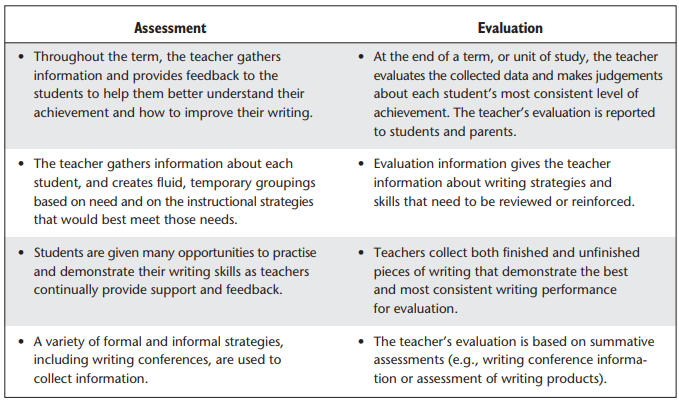 Assessment
Evaluation
• Throughout the term, the teacher gathers
information and provides feedback to the
students to help them better understand their
achievement and how to improve their writing.
• At the end of a term, or unit of study, the teacher
evaluates the collected data and makes judgements
about each student’s most consistent level of
achievement. The teacher’s evaluation is reported
to students and parents.
• The teacher gathers information about each
student, and creates fluid, temporary groupings
based on need and on the instructional strategies
that would best meet those needs.
• Evaluation information gives the teacher
information about writing strategies and
skills that need to be reviewed or reinforced.
• Students are given many opportunities to practise
and demonstrate their writing skills as teachers
continually provide support and feedback.
• Teachers collect both finished and unfinished
pieces of writing that demonstrate the best
and most consistent writing performance
for evaluation.
• A variety of formal and informal strategies,
including writing conferences, are used to
collect information.
• The teacher’s evaluation is based on summative
assessments (e.g., writing conference informa-
tion or assessment of writing products).